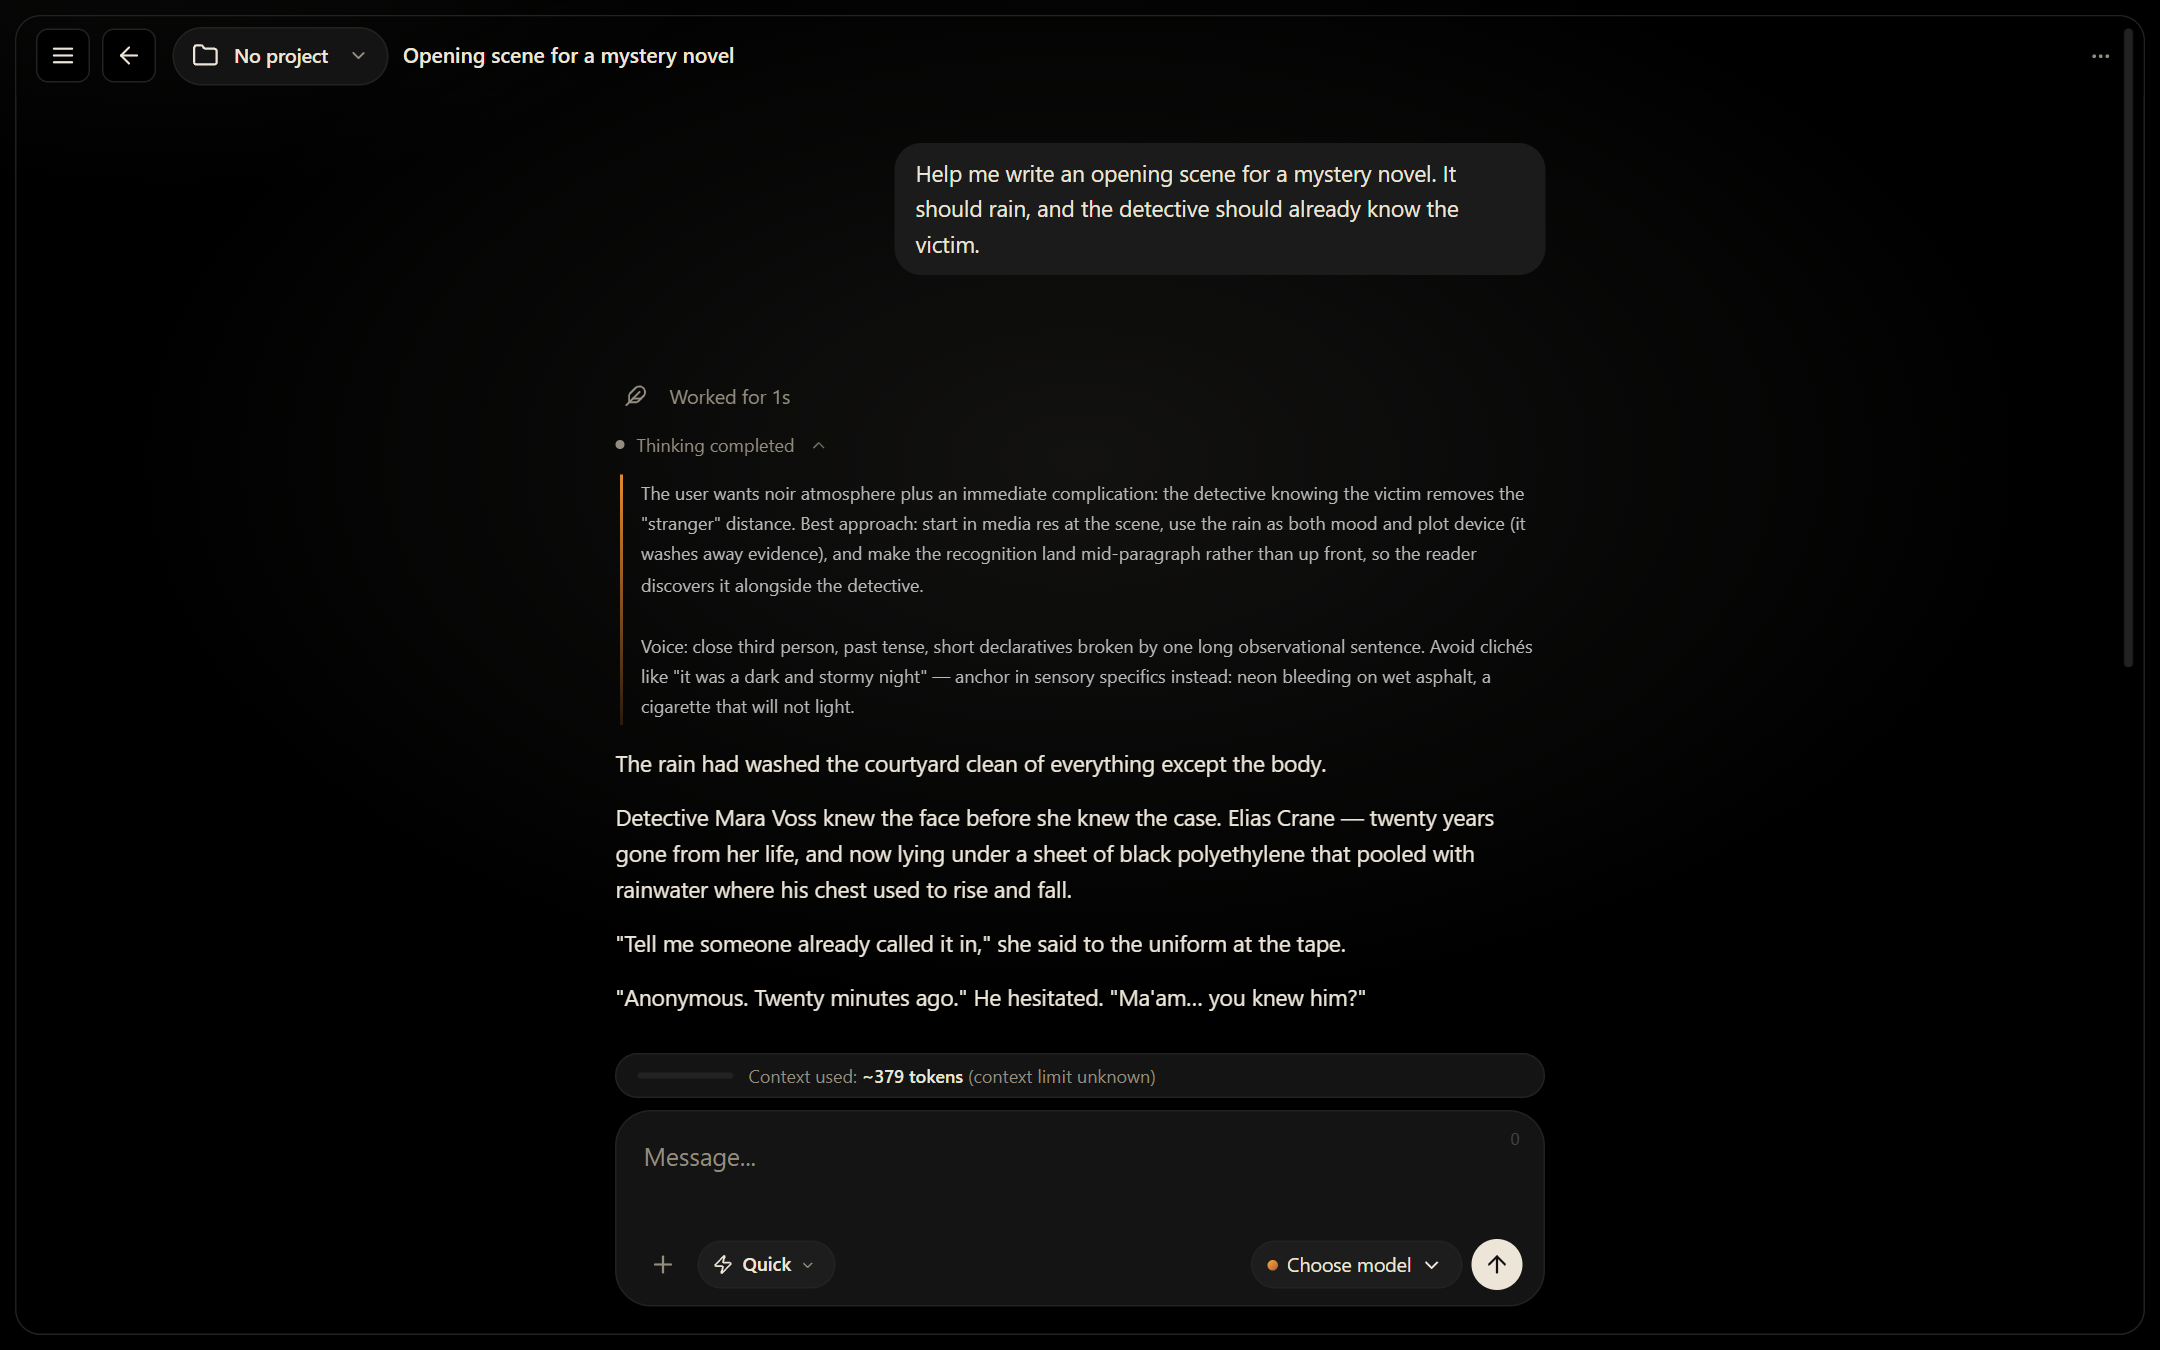 No project
Opening scene for a mystery novel
Help me write an opening scene for a mystery novel. It
should rain, and the detective should already know the
victim.
Worked for 1s
Thinking completed
The user wants noir atmosphere plus an immediate complication: the detective knowing the victim removes the
"stranger" distance. Best approach: start in media res at the scene, use the rain as both mood and plot device (it
washes away evidence), and make the recognition land mid-paragraph rather than up front, so the reader
discovers it alongside the detective.
Voice: close third person, past tense, short declaratives broken by one long observational sentence. Avoid clichés
like "it was a dark and stormy night" — anchor in sensory specifics instead: neon bleeding on wet asphalt, a
cigarette that will not light.
The rain had washed the courtyard clean of everything except the body.
Detective Mara Voss knew the face before she knew the case. Elias Crane — twenty years
gone from her life, and now lying under a sheet of black polyethylene that pooled with
rainwater where his chest used to rise and fall.
"Tell me someone already called it in," she said to the uniform at the tape.
"Anonymous. Twenty minutes ago." He hesitated. "Ma'am... you knew him?"
Context used: ~379 tokens (context limit unknown)
0
Message...
Quick
Choose model